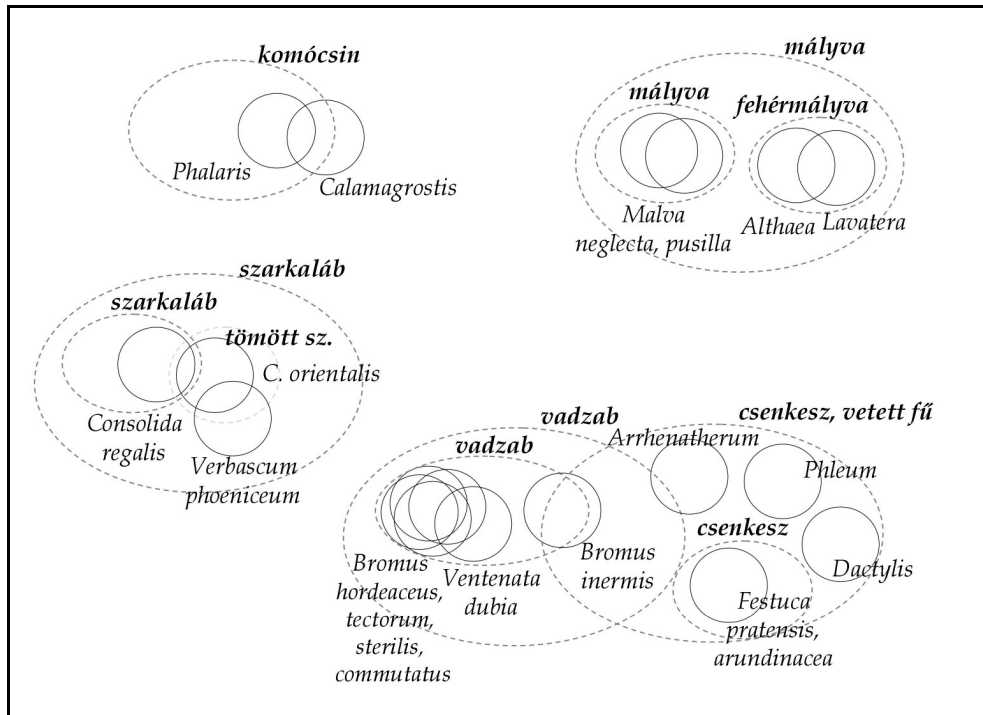 komócsin
Phalaris
Calamagrostis
mályva
mályva
fehérmályva
Malva
neglecta, pusilla
Althaea
Lavatera
szarkaláb
szarkaláb
tömött sz.
C. orientalis
Consolida
regalis
Verbascum
phoeniceum
vadzab
vadzab
csenkesz, vetett fű
Arrhenatherum
Phleum
csenkesz
Dactylis
Bromus
hordeaceus,
tectorum,
sterilis,
commutatus
Ventenata
dubia
Bromus
inermis
Festuca
pratensis,
arundinacea